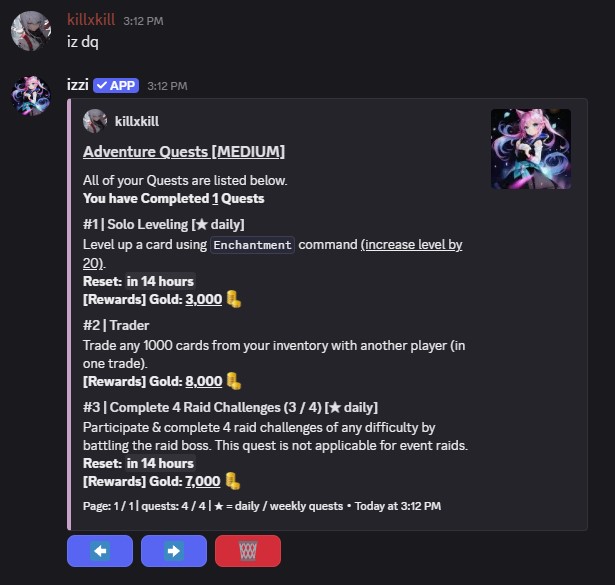 killxkill 3:12 PM
iz dq
izzi ✓ APP 3:12 PM
killxkill
Adventure Quests [MEDIUM]
All of your Quests are listed below.
You have Completed 1 Quests
#1 | Solo Leveling [★ daily]
Level up a card using Enchantment command (increase level by
20).
Reset: in 14 hours
[Rewards] Gold: 3,000
#2 | Trader
Trade any 1000 cards from your inventory with another player (in
one trade).
[Rewards] Gold: 8,000
#3 | Complete 4 Raid Challenges (3 / 4) [★ daily]
Participate & complete 4 raid challenges of any difficulty by
battling the raid boss. This quest is not applicable for event raids.
Reset: in 14 hours
[Rewards] Gold: 7,000
Page: 1 / 1 | quests: 4 / 4 | ★ = daily / weekly quests • Today at 3:12 PM